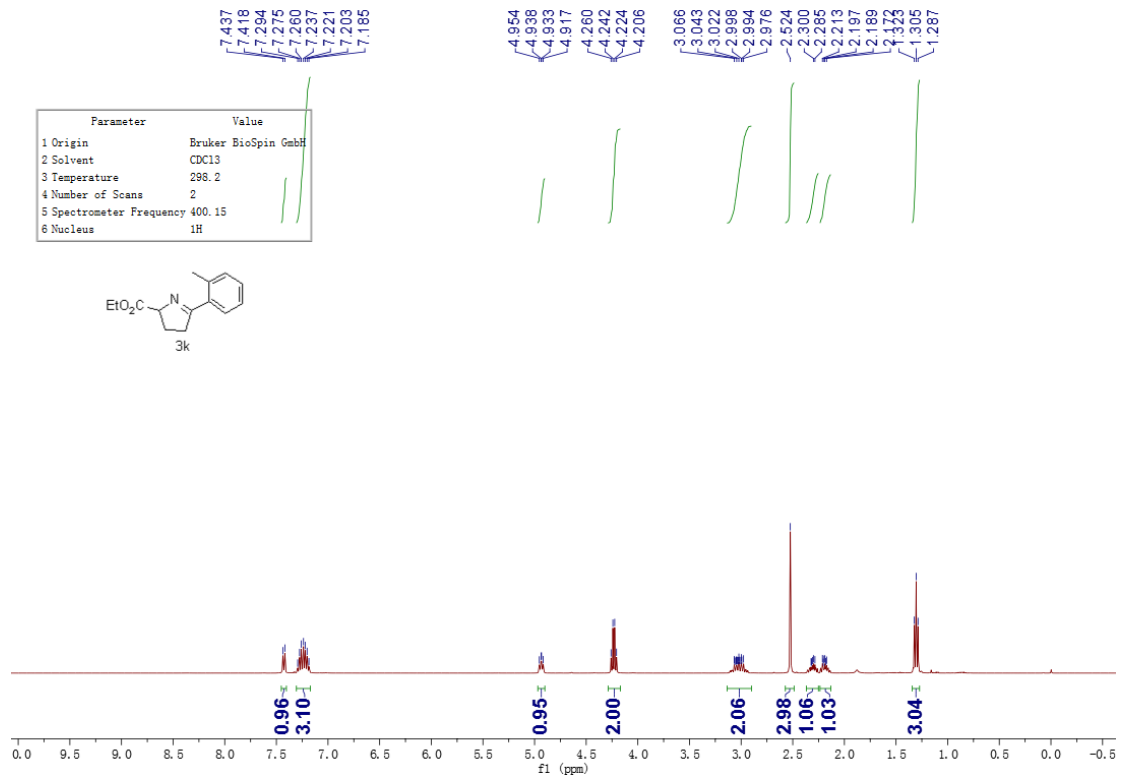 7.437
7.418
7.294
7.275
7.260
7.237
7.221
7.203
7.185
4.954
4.938
4.933
4.917
4.260
4.242
4.224
4.206
3.066
3.043
3.022
2.998
2.994
2.976
2.524
2.300
2.285
2.213
2.197
2.189
2.172
1.323
1.305
1.287
Parameter Value
1 Origin Bruker BioSpin GmbH
2 Solvent CDCl3
3 Temperature 298.2
4 Number of Scans 2
5 Spectrometer Frequency 400.15
6 Nucleus 1H
EtO2C N
3k
0.96 3.10 0.95 2.00 2.06 2.98 1.06 1.03 3.04
0.0 9.5 9.0 8.5 8.0 7.5 7.0 6.5 6.0 5.5 5.0 4.5 4.0 3.5 3.0 2.5 2.0 1.5 1.0 0.5 0.0 -0.5
f1 (ppm)